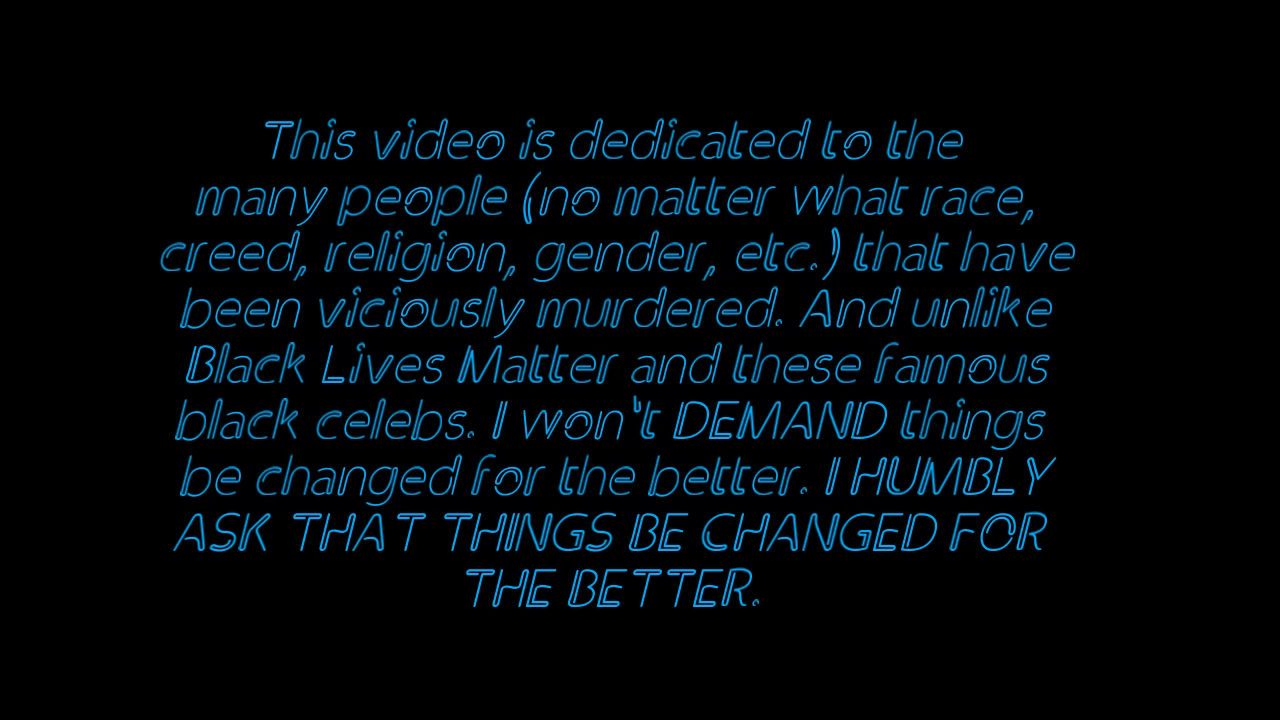 This video is dedicated to the
many people (no matter what race,
creed, religion, gender, etc.) that have
been viciously murdered. And unlike
Black Lives Matter and these famous
black celebs. I won't DEMAND things
be changed for the better. I HUMBLY
ASK THAT THINGS BE CHANGED FOR
THE BETTER.